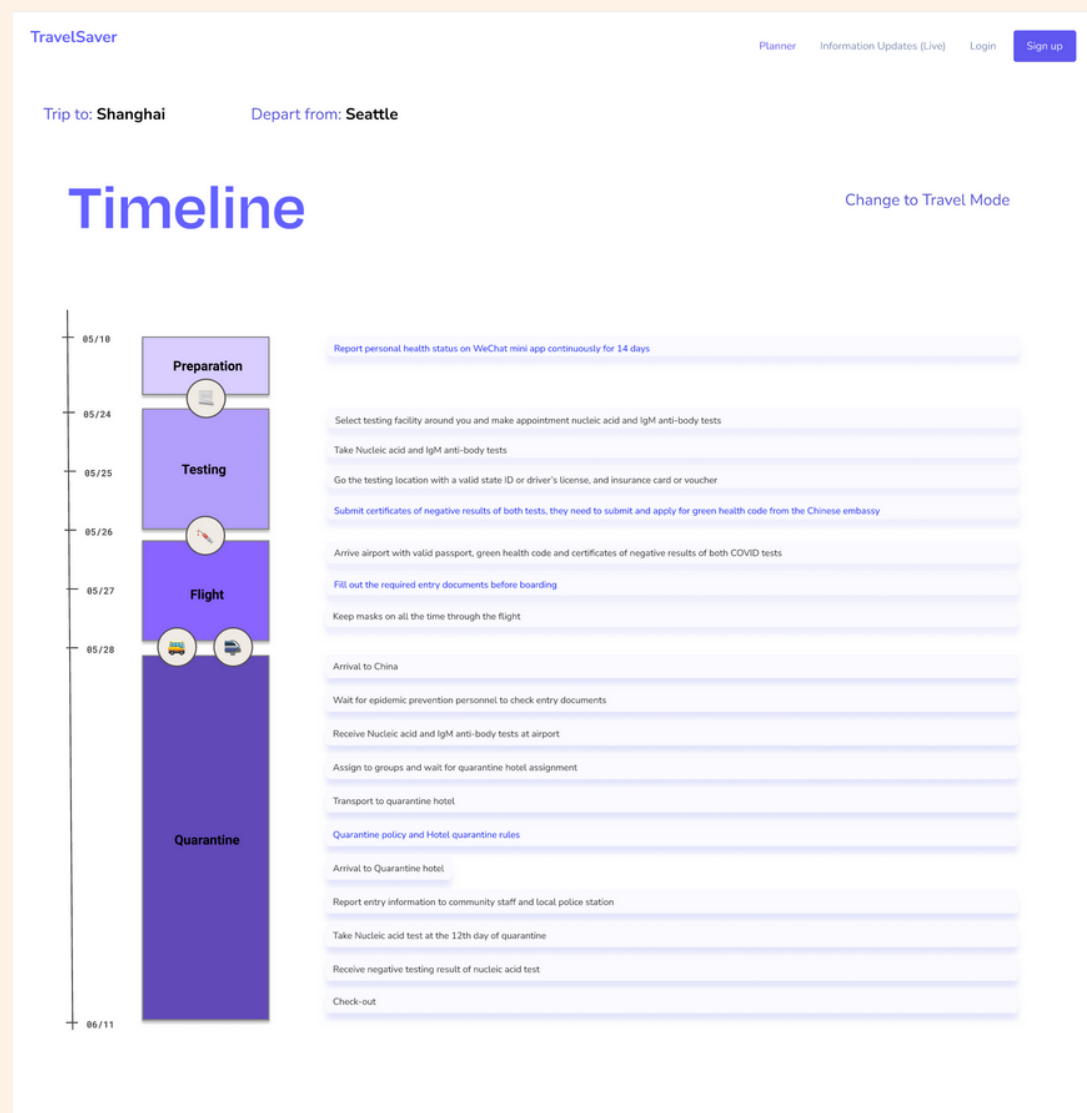 TravelSaver
Planner Information Updates (Live) Login Sign up
Trip to: Shanghai Depart from: Seattle
Timeline
Change to Travel Mode
05/10
Preparation
Report personal health status on WeChat mini app continuously for 14 days
05/24
Testing
Select testing facility around you and make appointment nucleic acid and IgM anti-body tests
Take Nucleic acid and IgM anti-body tests
05/25
Go the testing location with a valid state ID or driver's license, and insurance card or voucher
Submit certificates of negative results of both tests, they need to submit and apply for green health code from the Chinese embassy
05/26
Flight
Arrive airport with valid passport, green health code and certificates of negative results of both COVID tests
05/27
Fill out the required entry documents before boarding
Keep masks on all the time through the flight
05/28
Quarantine
Arrival to China
Wait for epidemic prevention personnel to check entry documents
Receive Nucleic acid and IgM anti-body tests at airport
Assign to groups and wait for quarantine hotel assignment
Transport to quarantine hotel
Quarantine policy and Hotel quarantine rules
Arrival to Quarantine hotel
Report entry information to community staff and local police station
Take Nucleic acid test at the 12th day of quarantine
Receive negative testing result of nucleic acid test
Check-out
06/11